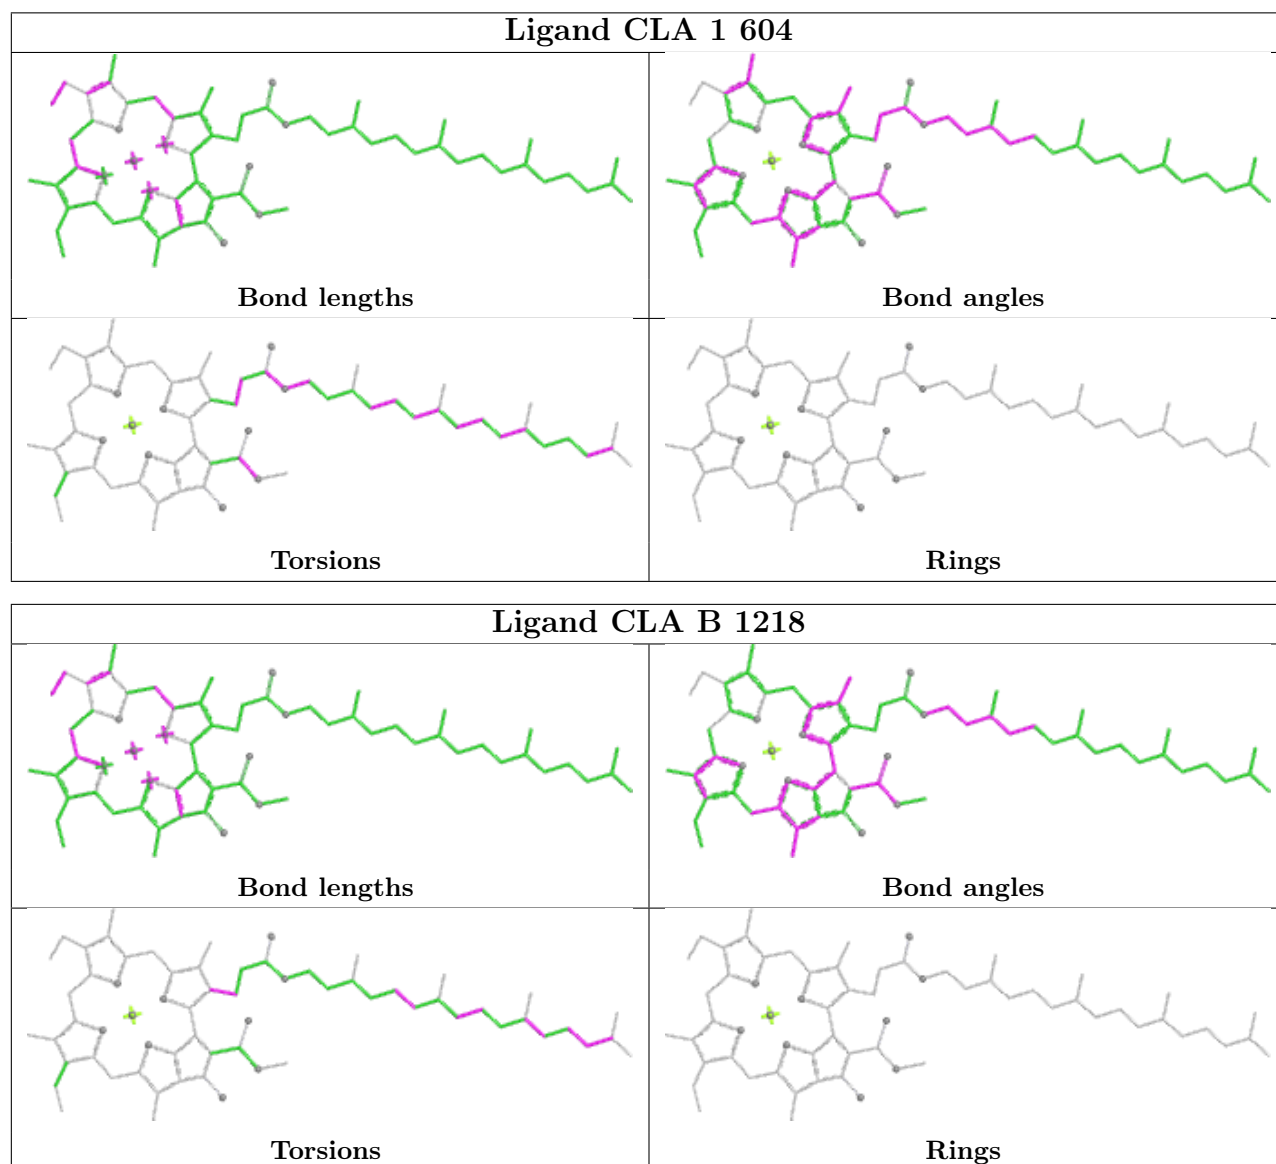 Ligand CLA 1 604
Bond lengths
Bond angles
Torsions
Rings
Ligand CLA B 1218
Bond lengths
Bond angles
Torsions
Rings